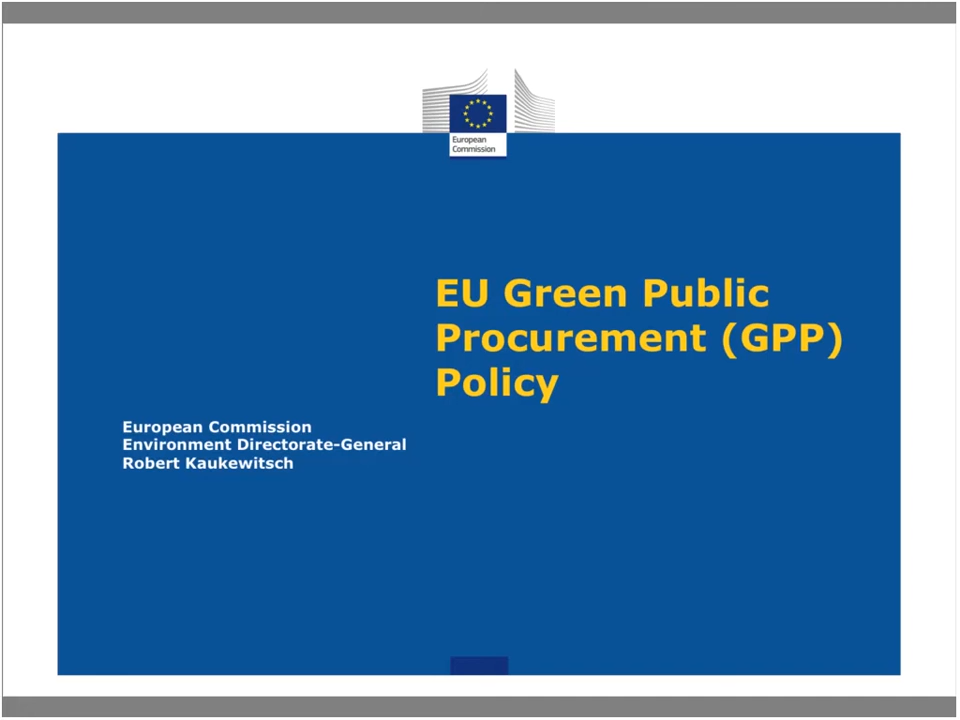 European
Commission
EU Green Public
Procurement (GPP)
Policy
European Commission
Environment Directorate-General
Robert Kaukewitsch